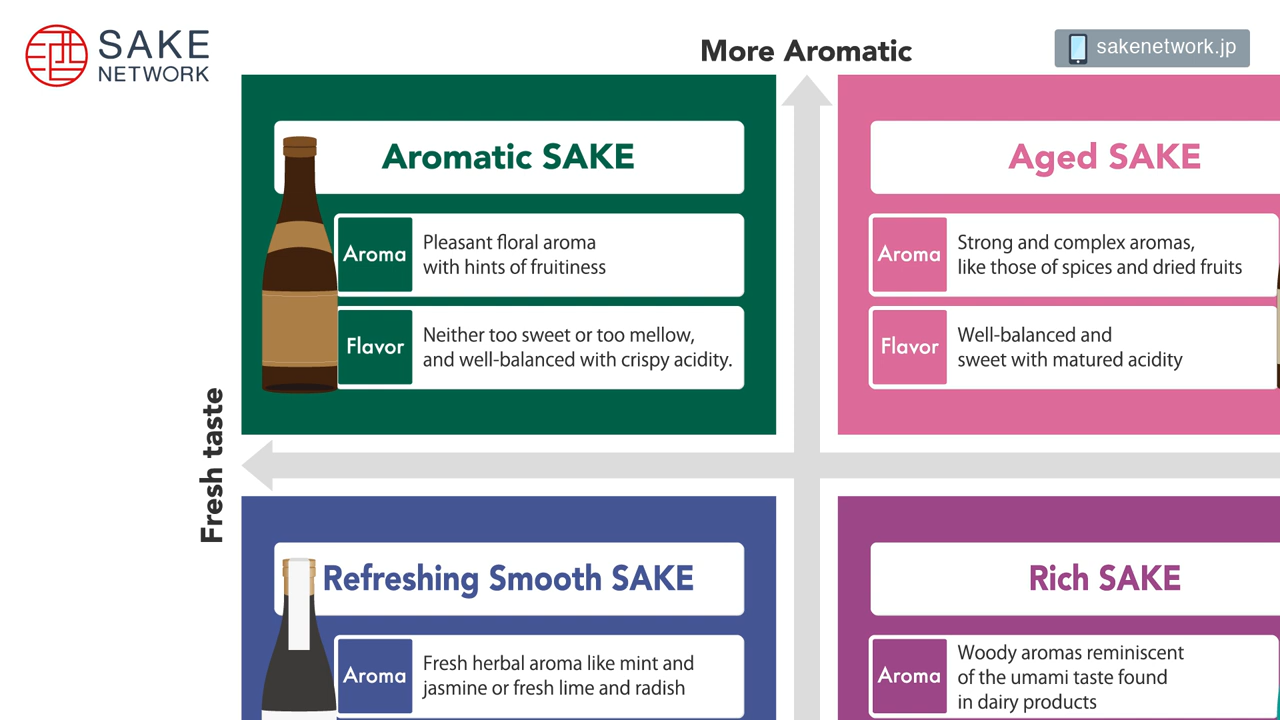 SAKE
NETWORK
More Aromatic
sakenetwork.jp
Aromatic SAKE
Aroma
Pleasant floral aroma
with hints of fruitiness
Flavor
Neither too sweet or too mellow,
and well-balanced with crispy acidity.
Aged SAKE
Aroma
Strong and complex aromas,
like those of spices and dried fruits
Flavor
Well-balanced and
sweet with matured acidity
Fresh taste
Refreshing Smooth SAKE
Aroma
Fresh herbal aroma like mint and
jasmine or fresh lime and radish
Rich SAKE
Aroma
Woody aromas reminiscent
of the umami taste found
in dairy products